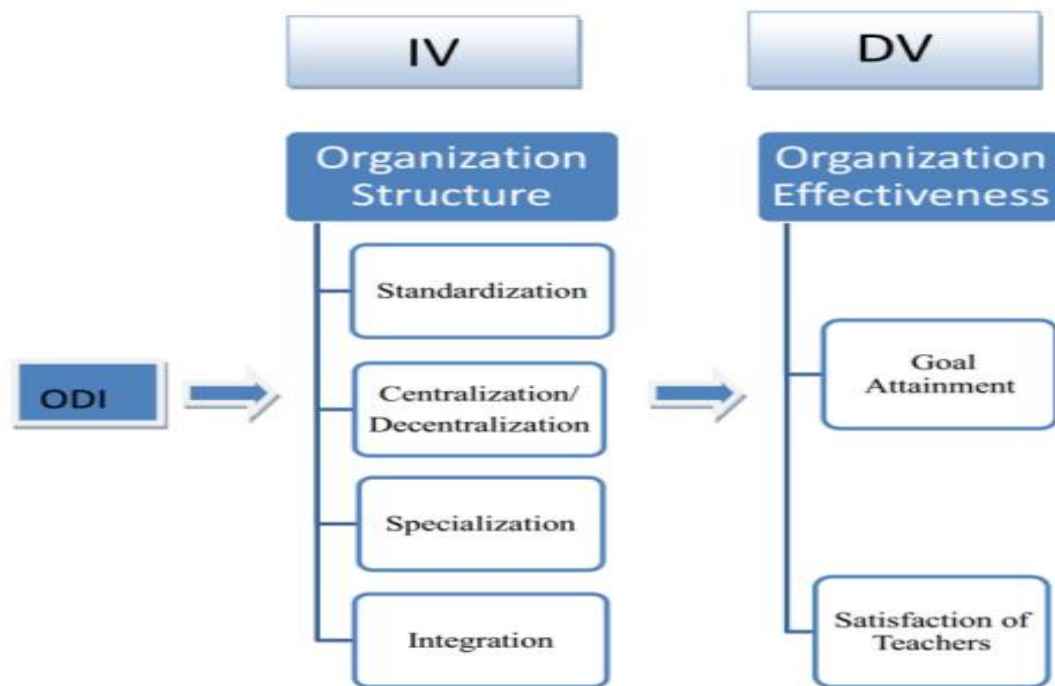 IV
DV
Organization
Structure
Organization
Effectiveness
Standardization
Centralization/
Decentralization
Specialization
Integration
ODI
Goal
Attainment
Satisfaction of
Teachers